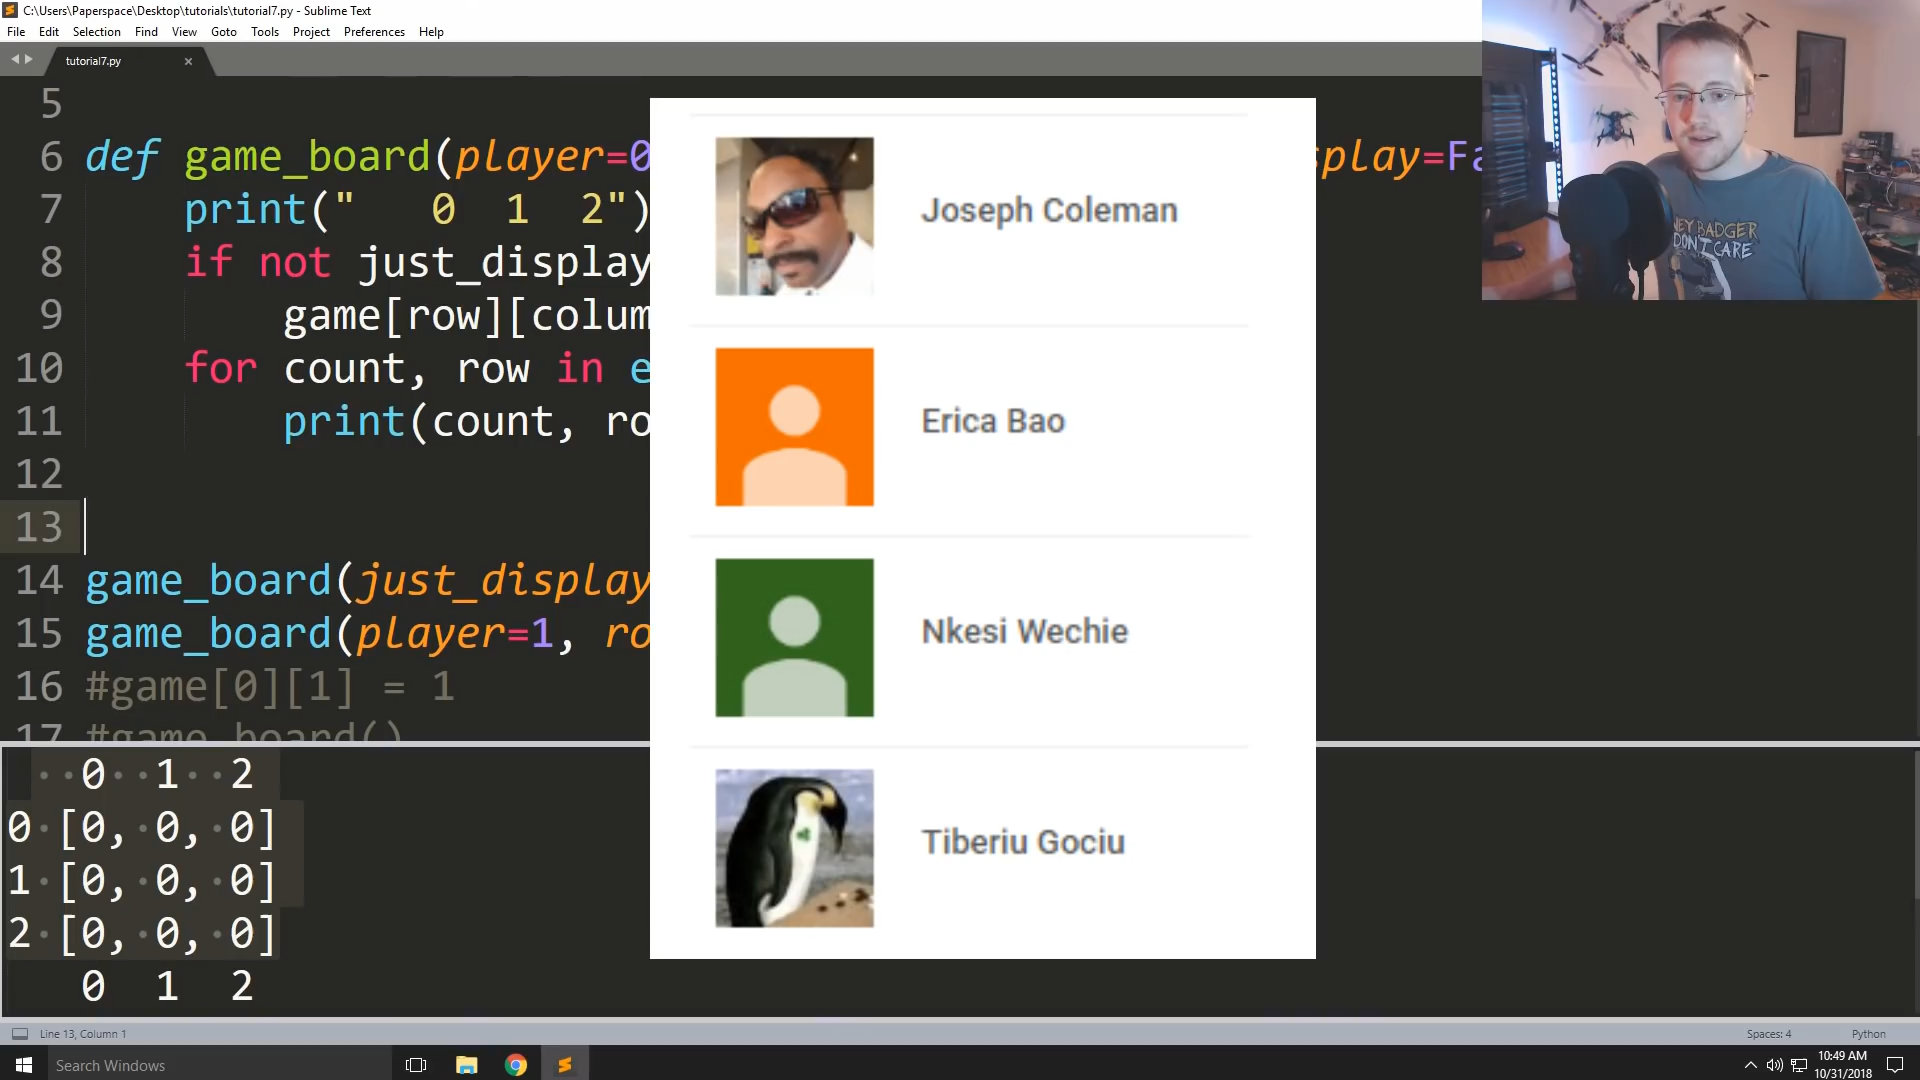 C:\Users\Paperspace\Desktop\tutorials\tutorial7.py - Sublime Text
File Edit Selection Find View Goto Tools Project Preferences Help
tutorial7.py
5
6 def game_board(player=0 splay=Fa
7 print("   0  1  2")
8 if not just_display
9 game[row][colum
10 for count, row in e
11 print(count, ro
12
13
14 game_board(just_display
15 game_board(player=1, ro
16 #game[0][1] = 1
17 #game_board()
Joseph Coleman
Erica Bao
Nkesi Wechie
Tiberiu Gociu
BADGER
DON'T CARE
0 1 2
0 [0, 0, 0]
1 [0, 0, 0]
2 [0, 0, 0]
0 1 2
Line 13, Column 1
Spaces: 4
Python
Search Windows
10:49 AM
10/31/2018